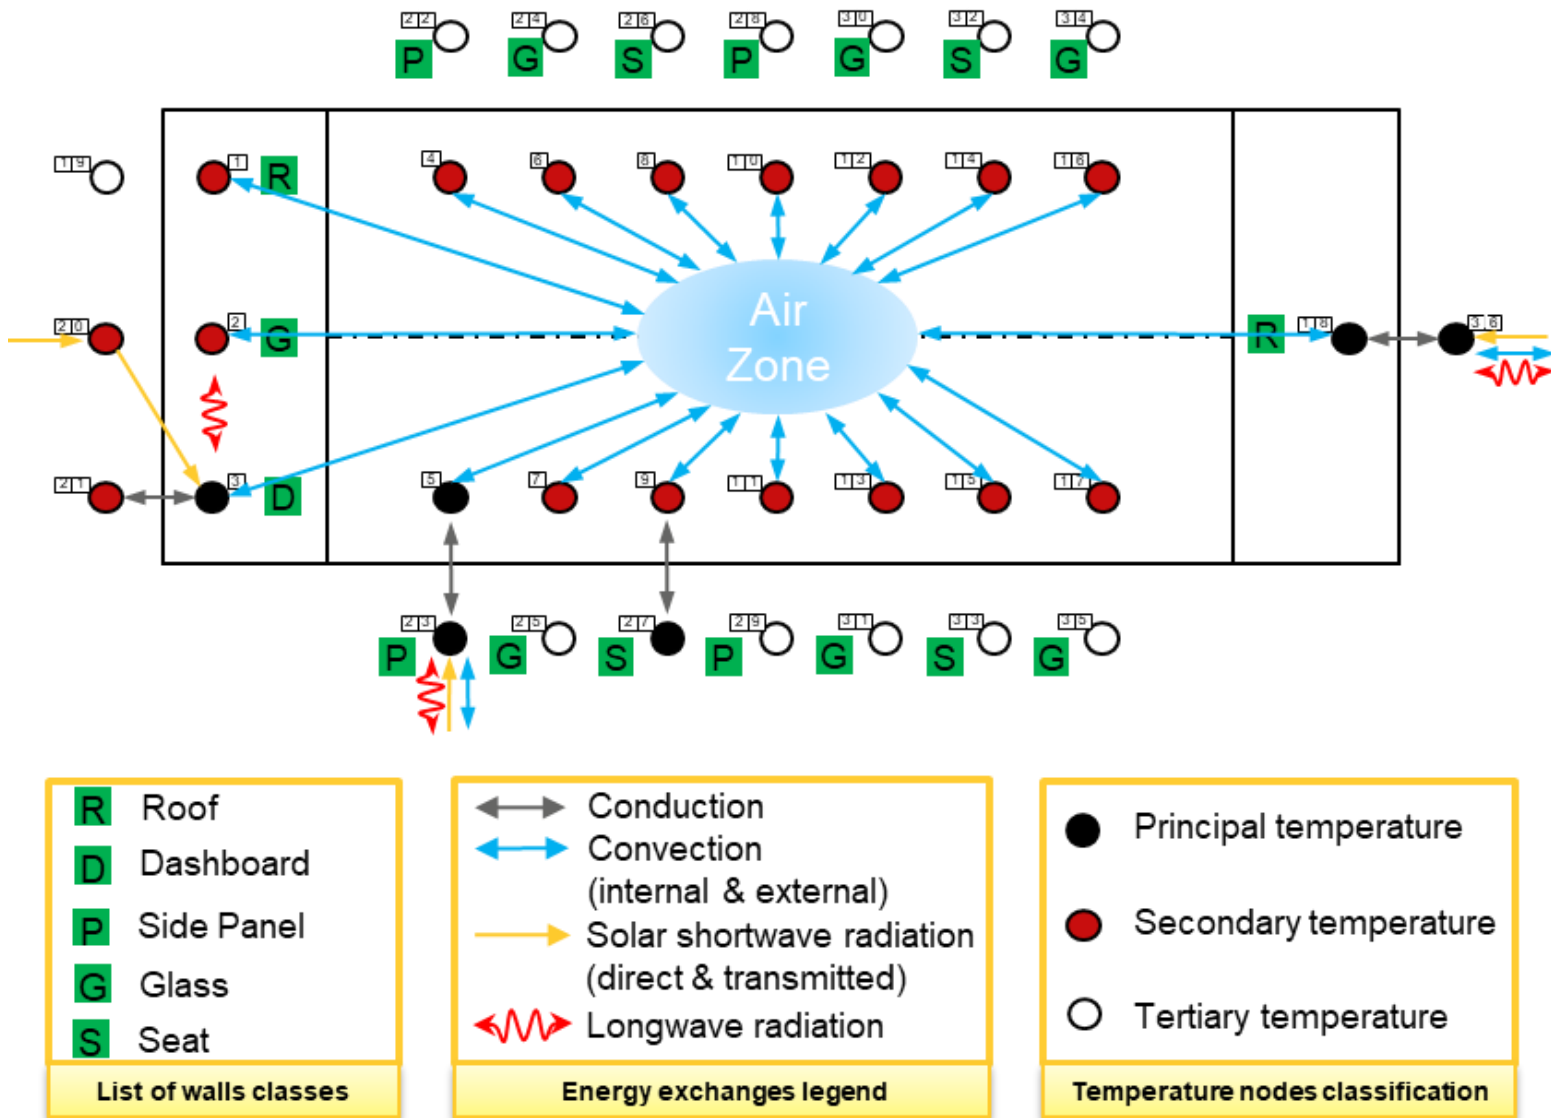 22 24 26 28 30 32 34
P G S P G S G
19 1 R 4 6 8 10 12 14 16
Air
Zone
20 2 G R 18 36
21 3 D 5 7 9 11 13 15 17
23 25 27 29 31 33 35
P G S P G S G
R Roof
D Dashboard
P Side Panel
G Glass
S Seat
List of walls classes
Conduction
Convection
(internal & external)
Solar shortwave radiation
(direct & transmitted)
Longwave radiation
Energy exchanges legend
Principal temperature
Secondary temperature
Tertiary temperature
Temperature nodes classification